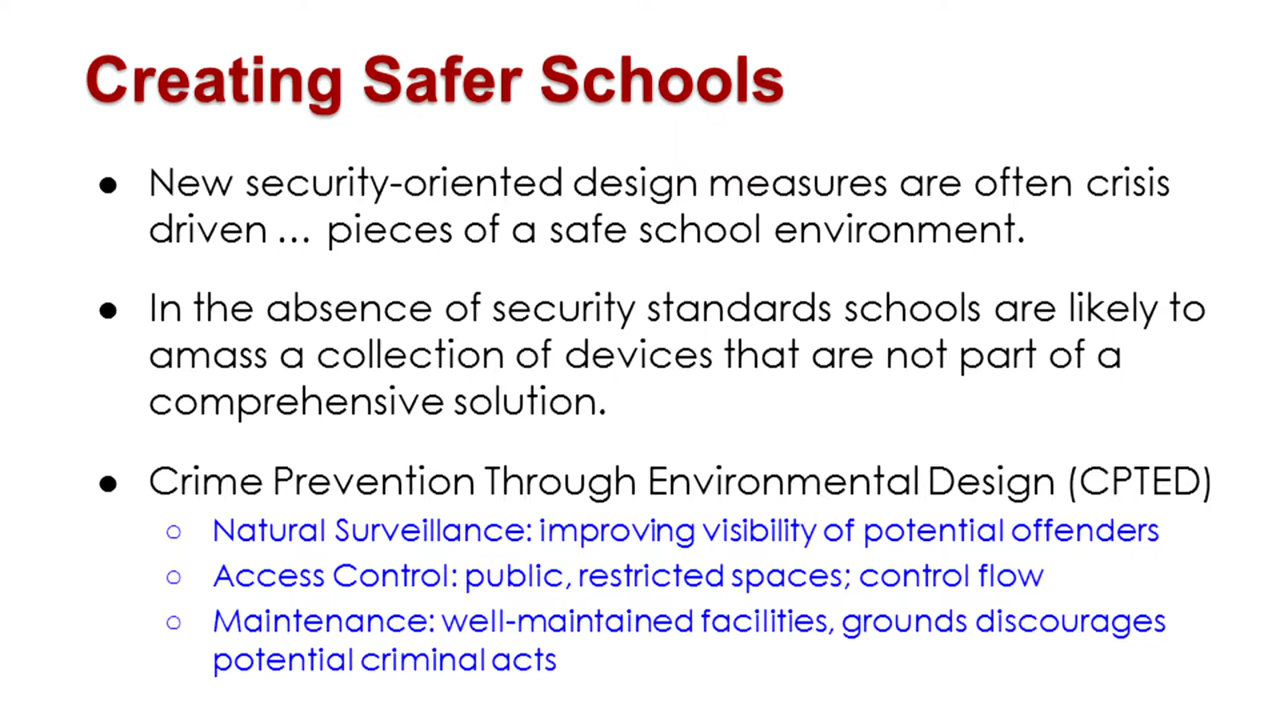 Creating Safer Schools
● New security-oriented design measures are often crisis
driven ... pieces of a safe school environment.
● In the absence of security standards schools are likely to
amass a collection of devices that are not part of a
comprehensive solution.
● Crime Prevention Through Environmental Design (CPTED)
○ Natural Surveillance: improving visibility of potential offenders
○ Access Control: public, restricted spaces; control flow
○ Maintenance: well-maintained facilities, grounds discourages
potential criminal acts